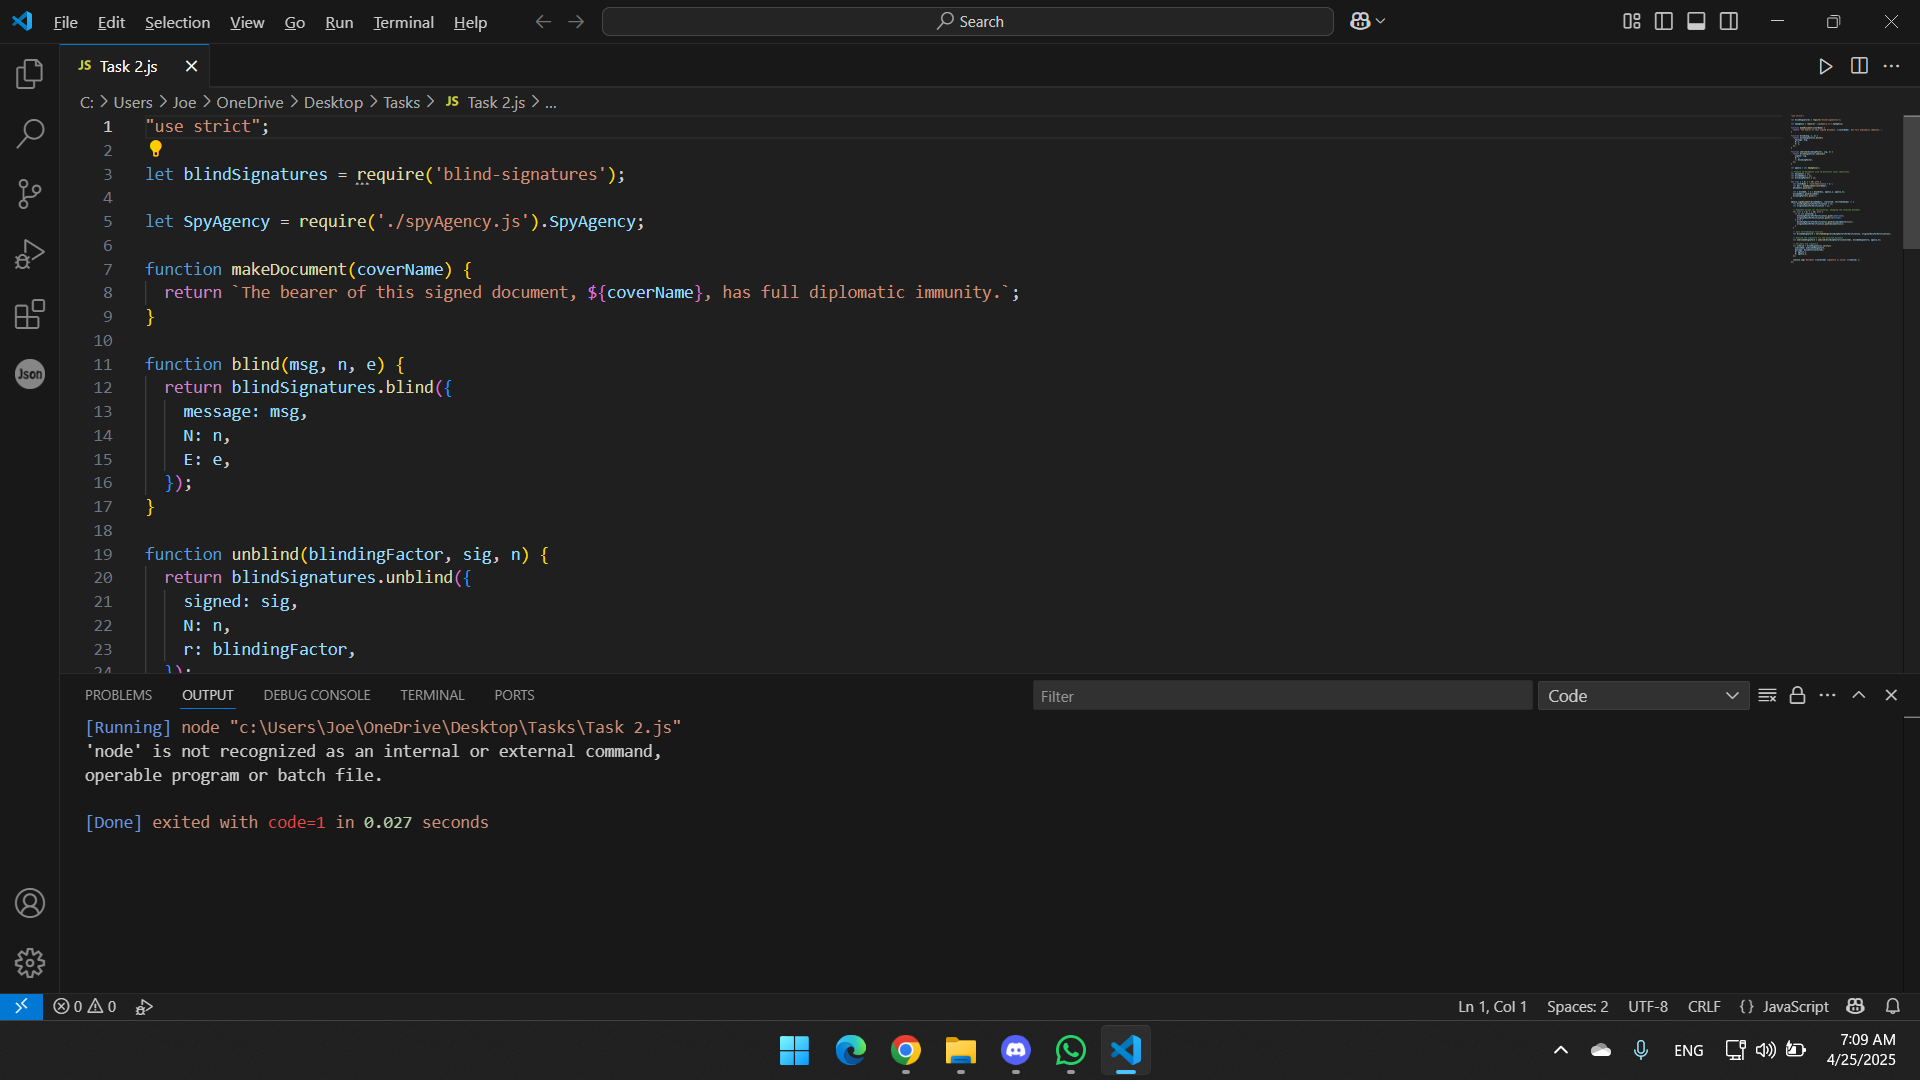 File Edit Selection View Go Run Terminal Help
Search
JS Task 2.js
C: > Users > Joe > OneDrive > Desktop > Tasks > JS Task 2.js > ...
1 "use strict";
2
3 let blindSignatures = require('blind-signatures');
4
5 let SpyAgency = require('./spyAgency.js').SpyAgency;
6
7 function makeDocument(coverName) {
8 return `The bearer of this signed document, ${coverName}, has full diplomatic immunity.`;
9 }
10
11 function blind(msg, n, e) {
12 return blindSignatures.blind({
13 message: msg,
14 N: n,
15 E: e,
16 });
17 }
18
19 function unblind(blindingFactor, sig, n) {
20 return blindSignatures.unblind({
21 signed: sig,
22 N: n,
23 r: blindingFactor,
24 });
Json
PROBLEMS OUTPUT DEBUG CONSOLE TERMINAL PORTS
Filter
Code
[Running] node "c:\Users\Joe\OneDrive\Desktop\Tasks\Task 2.js"
'node' is not recognized as an internal or external command,
operable program or batch file.
[Done] exited with code=1 in 0.027 seconds
0 0
Ln 1, Col 1 Spaces: 2 UTF-8 CRLF {} JavaScript
ENG
7:09 AM
4/25/2025